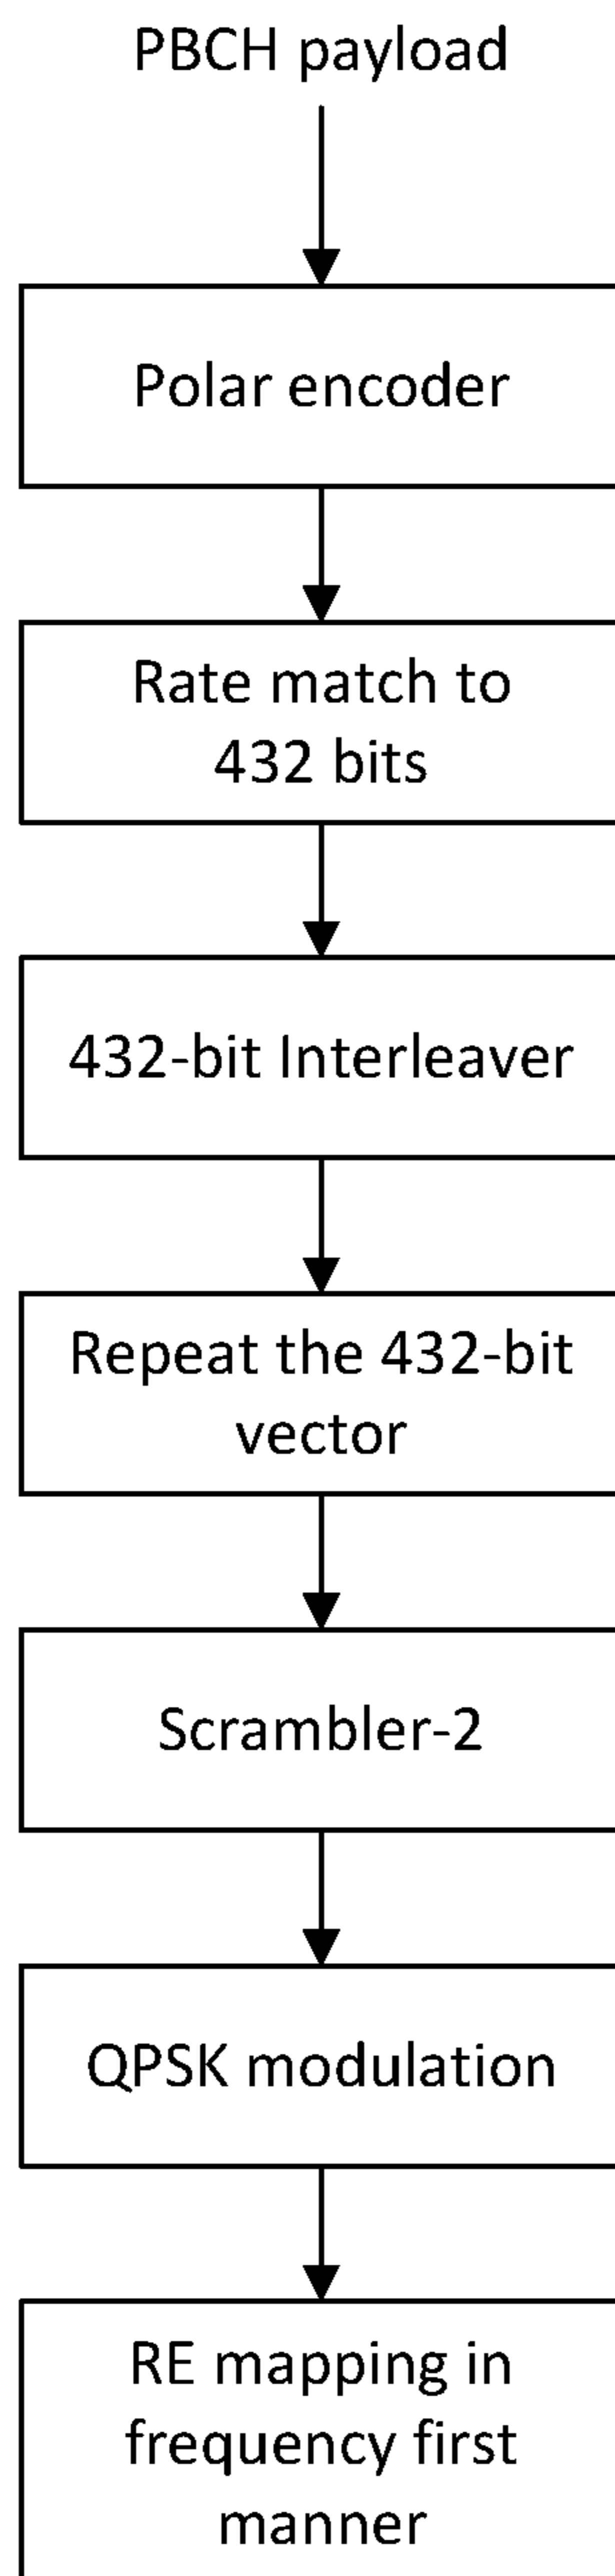 PBCH payload
Polar encoder
Rate match to
432 bits
432-bit Interleaver
Repeat the 432-bit
vector
Scrambler-2
QPSK modulation
RE mapping in
frequency first
manner